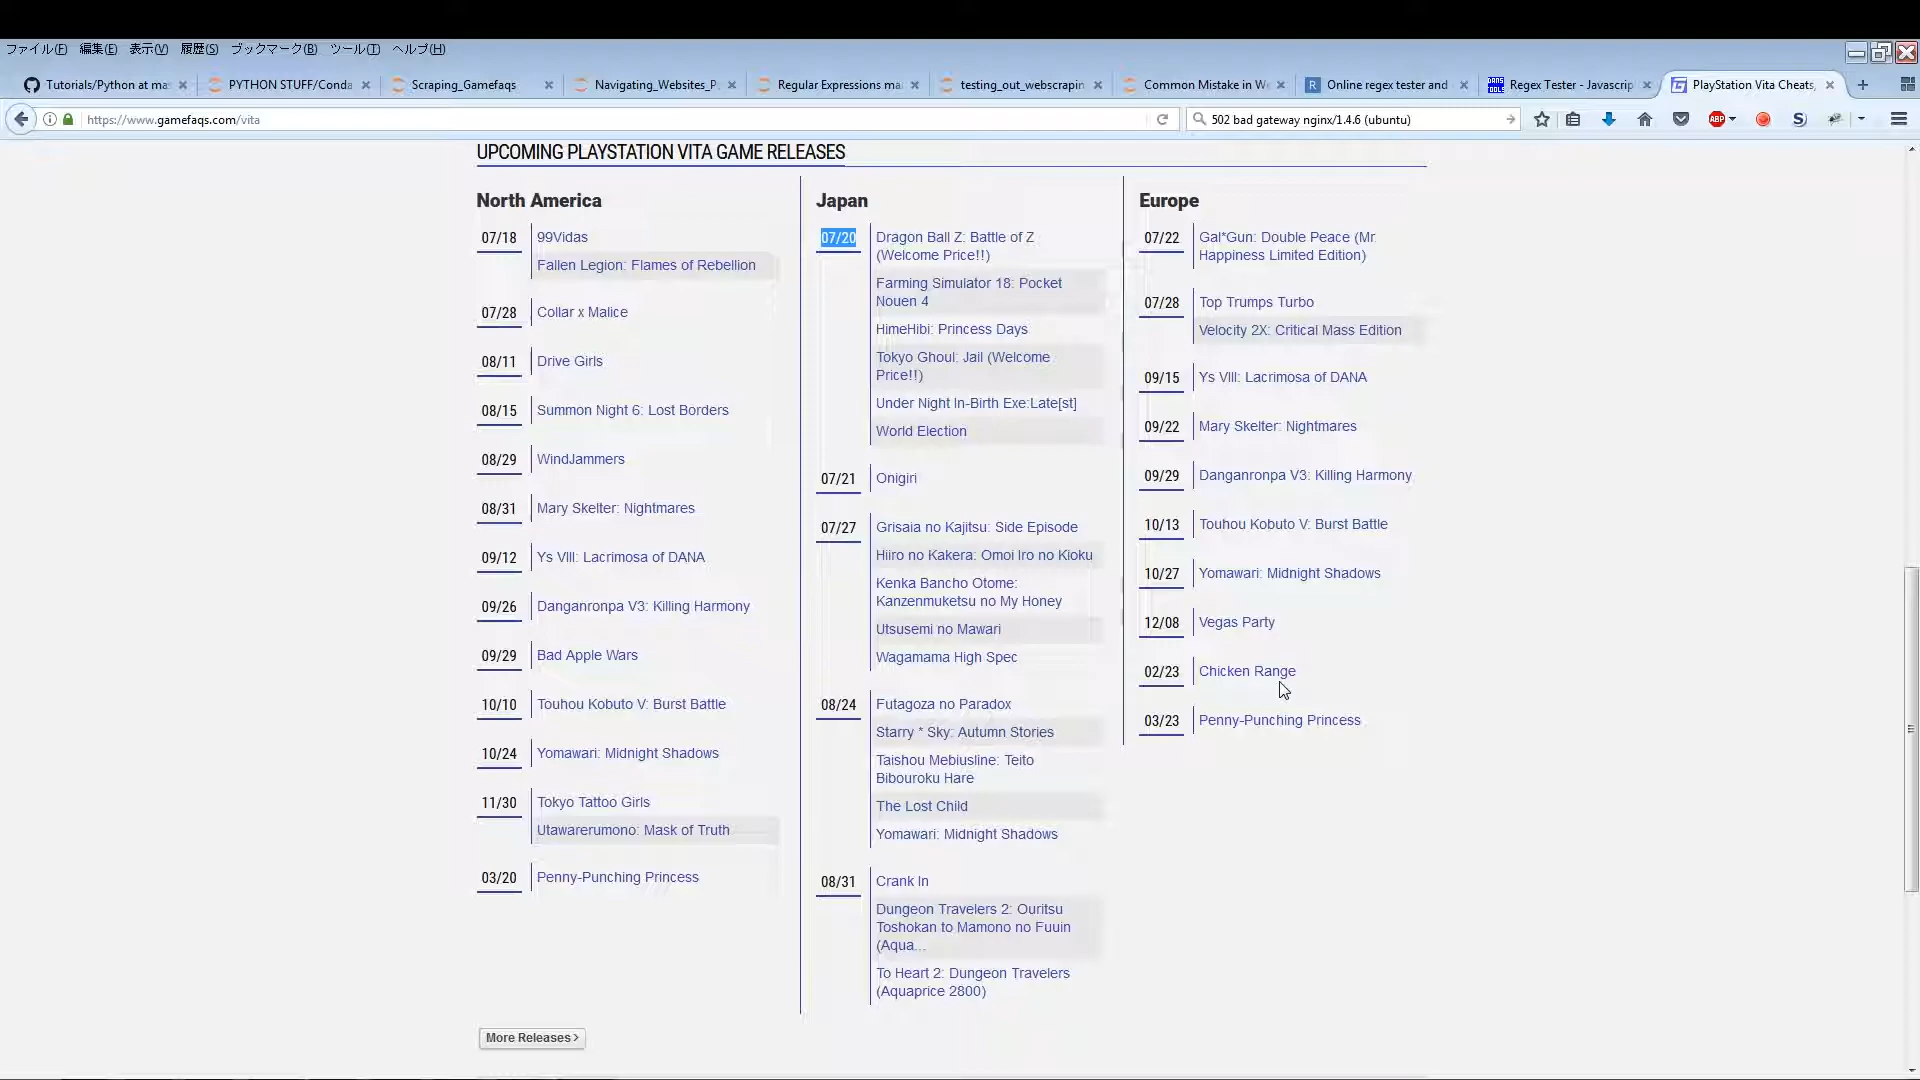 ファイル(F) 編集(E) 表示(V) 履歴(S) ブックマーク(B) ツール(T) ヘルプ(H)
Tutorials/Python at ma
PYTHON STUFF/Conda
Scraping_Gamefaqs
Navigating_Websites_P
Regular Expressions ma
testing_out_webscrapin
Common Mistake in W
Online regex tester and
Regex Tester - Javascrip
PlayStation Vita Cheats,
https://www.gamefaqs.com/vita
502 bad gateway nginx/1.4.6 (ubuntu)
ABP
UPCOMING PLAYSTATION VITA GAME RELEASES
North America
07/18 99Vidas
Fallen Legion: Flames of Rebellion
07/28 Collar x Malice
08/11 Drive Girls
08/15 Summon Night 6: Lost Borders
08/29 WindJammers
08/31 Mary Skelter: Nightmares
09/12 Ys VIII: Lacrimosa of DANA
09/26 Danganronpa V3: Killing Harmony
09/29 Bad Apple Wars
10/10 Touhou Kobuto V: Burst Battle
10/24 Yomawari: Midnight Shadows
11/30 Tokyo Tattoo Girls
Utawarerumono: Mask of Truth
03/20 Penny-Punching Princess
Japan
07/20 Dragon Ball Z: Battle of Z
(Welcome Price!!)
Farming Simulator 18: Pocket
Nouen 4
HimeHibi: Princess Days
Tokyo Ghoul: Jail (Welcome
Price!!)
Under Night In-Birth Exe:Late[st]
World Election
07/21 Onigiri
07/27 Grisaia no Kajitsu: Side Episode
Hiiro no Kakera: Omoi Iro no Kioku
Kenka Bancho Otome:
Kanzenmuketsu no My Honey
Utsusemi no Mawari
Wagamama High Spec
08/24 Futagoza no Paradox
Starry * Sky: Autumn Stories
Taishou Mebiusline: Teito
Bibouroku Hare
The Lost Child
Yomawari: Midnight Shadows
08/31 Crank In
Dungeon Travelers 2: Ouritsu
Toshokan to Mamono no Fuuin
(Aqua...
To Heart 2: Dungeon Travelers
(Aquaprice 2800)
Europe
07/22 Gal*Gun: Double Peace (Mr.
Happiness Limited Edition)
07/28 Top Trumps Turbo
Velocity 2X: Critical Mass Edition
09/15 Ys VIII: Lacrimosa of DANA
09/22 Mary Skelter: Nightmares
09/29 Danganronpa V3: Killing Harmony
10/13 Touhou Kobuto V: Burst Battle
10/27 Yomawari: Midnight Shadows
12/08 Vegas Party
02/23 Chicken Range
03/23 Penny-Punching Princess
More Releases >